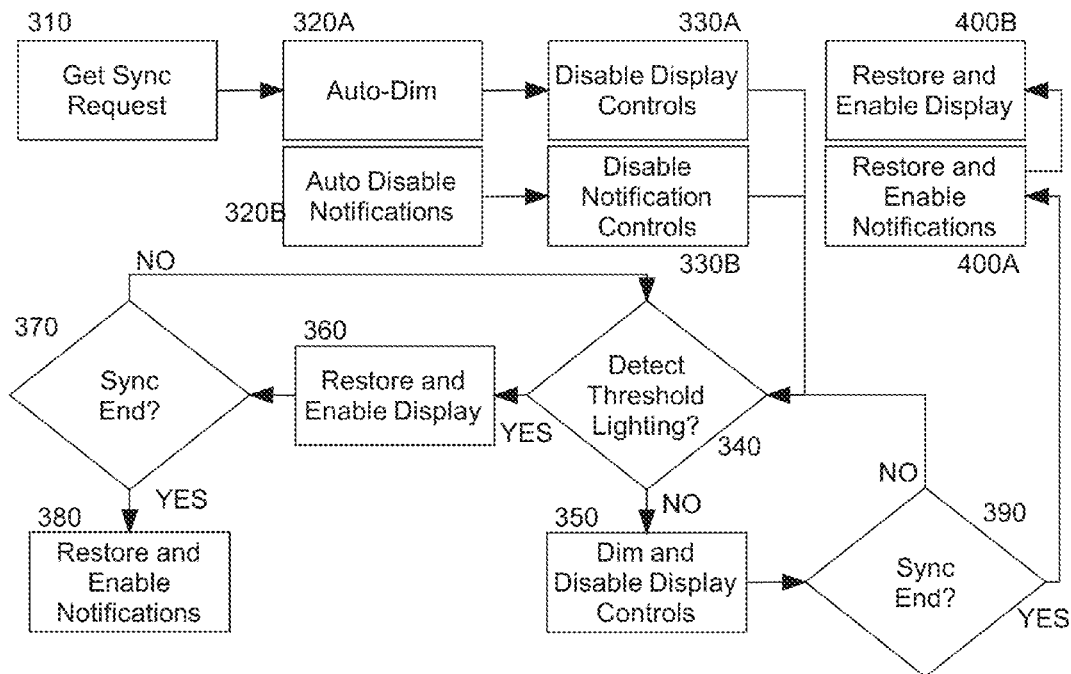 310
Get Sync
Request
320A
Auto-Dim
330A
Disable Display
Controls
400B
Restore and
Enable Display
320B
Auto Disable
Notifications
Disable
Notification
Controls
330B
Restore and
Enable
Notifications
400A
NO
370
Sync
End?
360
Restore and
Enable Display
YES
Detect
Threshold
Lighting?
340
NO
YES
380
Restore and
Enable
Notifications
350
Dim and
Disable Display
Controls
NO
390
Sync
End?
YES